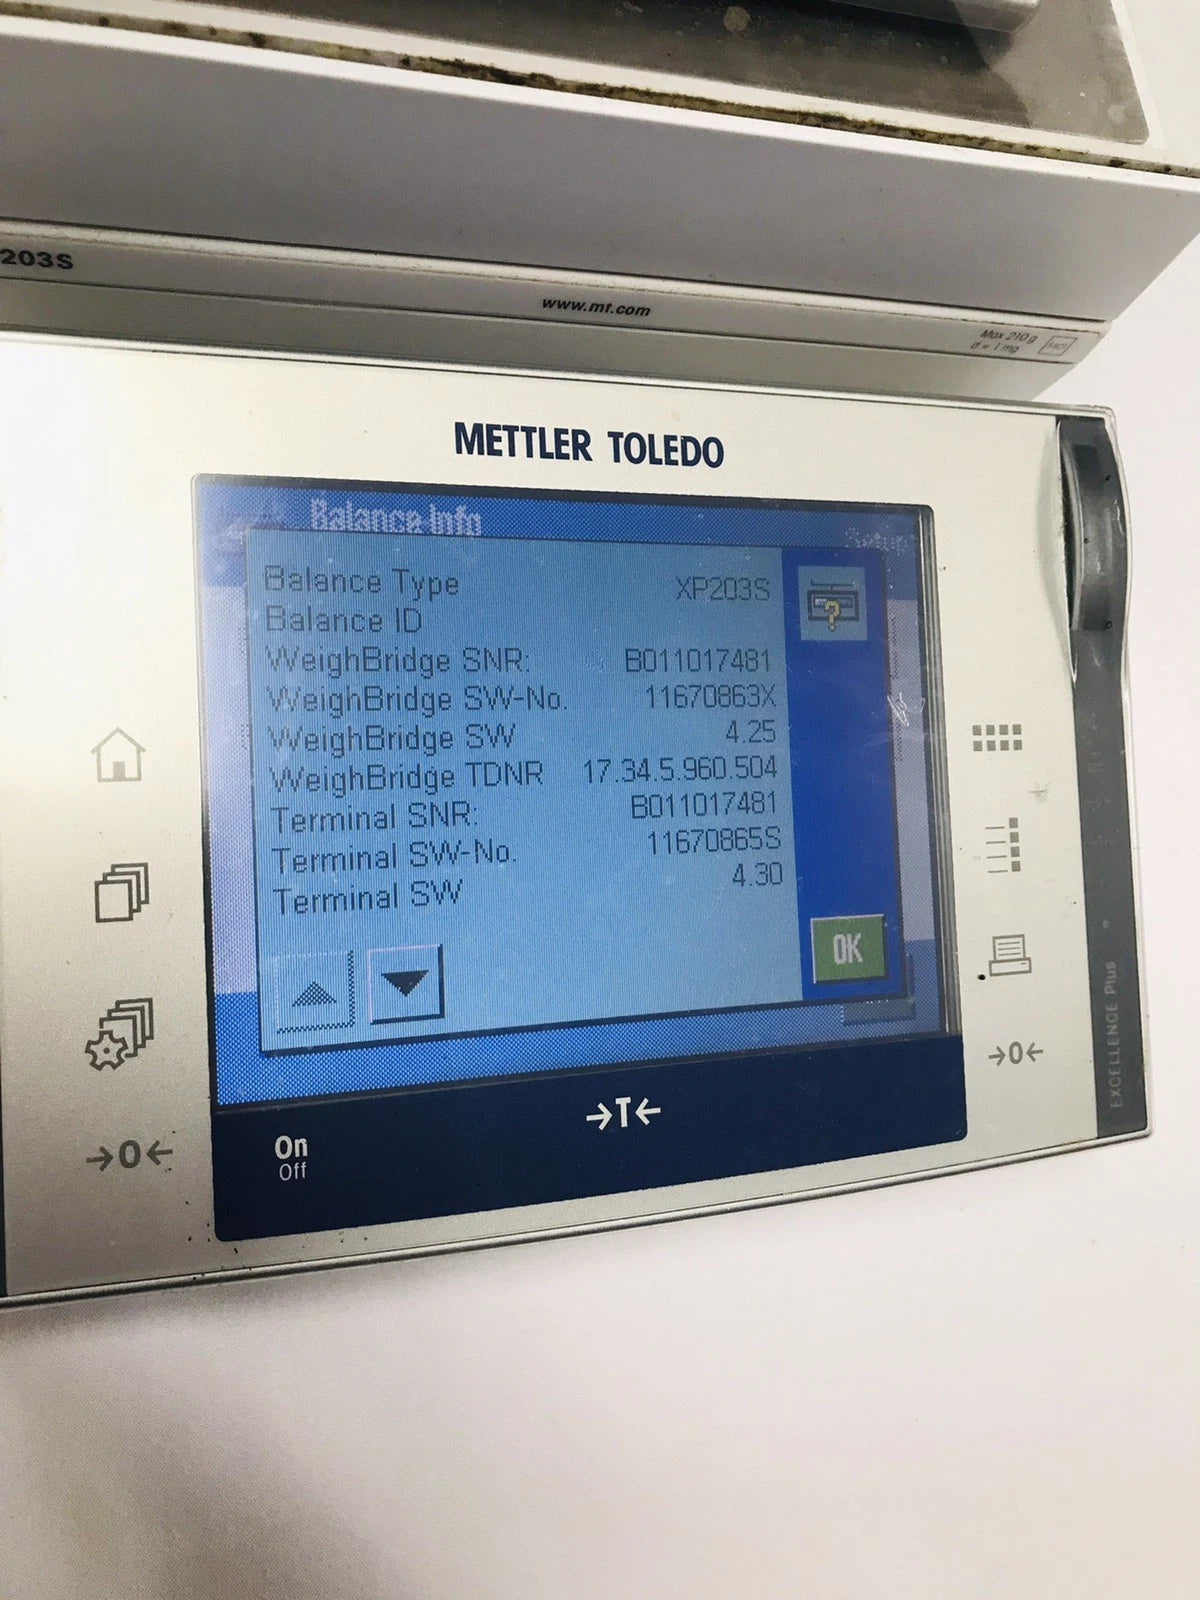 203S
www.mt.com
Max 210 g
d = 1 mg
FACT
METTLER TOLEDO
Balance Info
Setup
Balance Type XP203S
Balance ID
WeighBridge SNR: B011017481
WeighBridge SW-No. 11670863X
WeighBridge SW 4.25
WeighBridge TDNR 17.34.5.960.504
Terminal SNR: B011017481
Terminal SW-No. 11670865S
Terminal SW 4.30
OK
→0←
→T←
→0←
On
Off
EXCELLENCE Plus